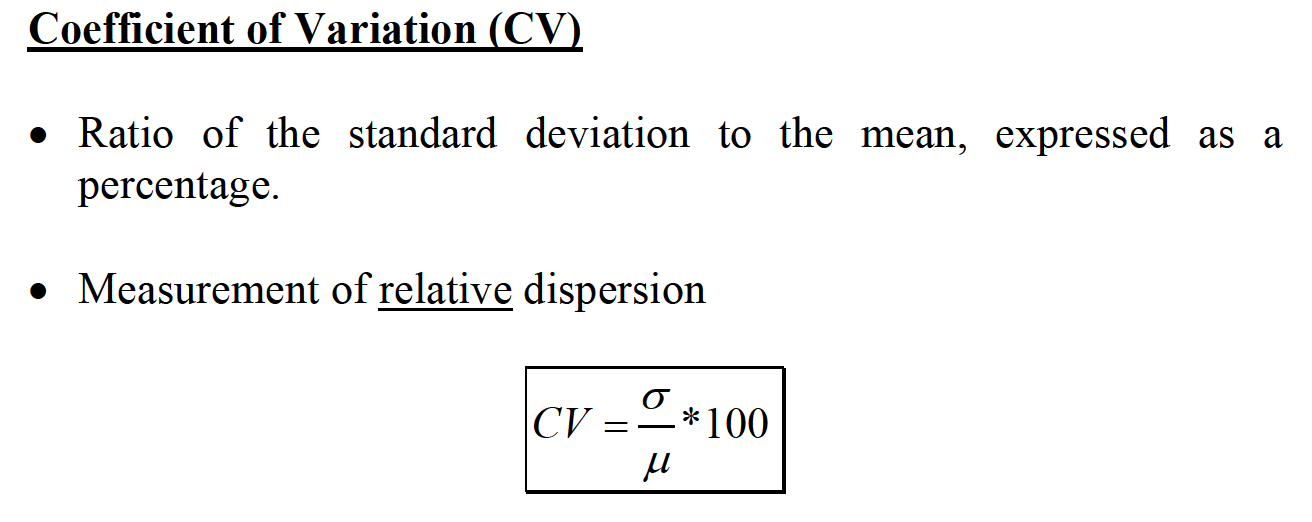 Coefficient of Variation (CV)
• Ratio of the standard deviation to the mean, expressed as a
percentage.
• Measurement of relative dispersion
CV = σ/μ *100